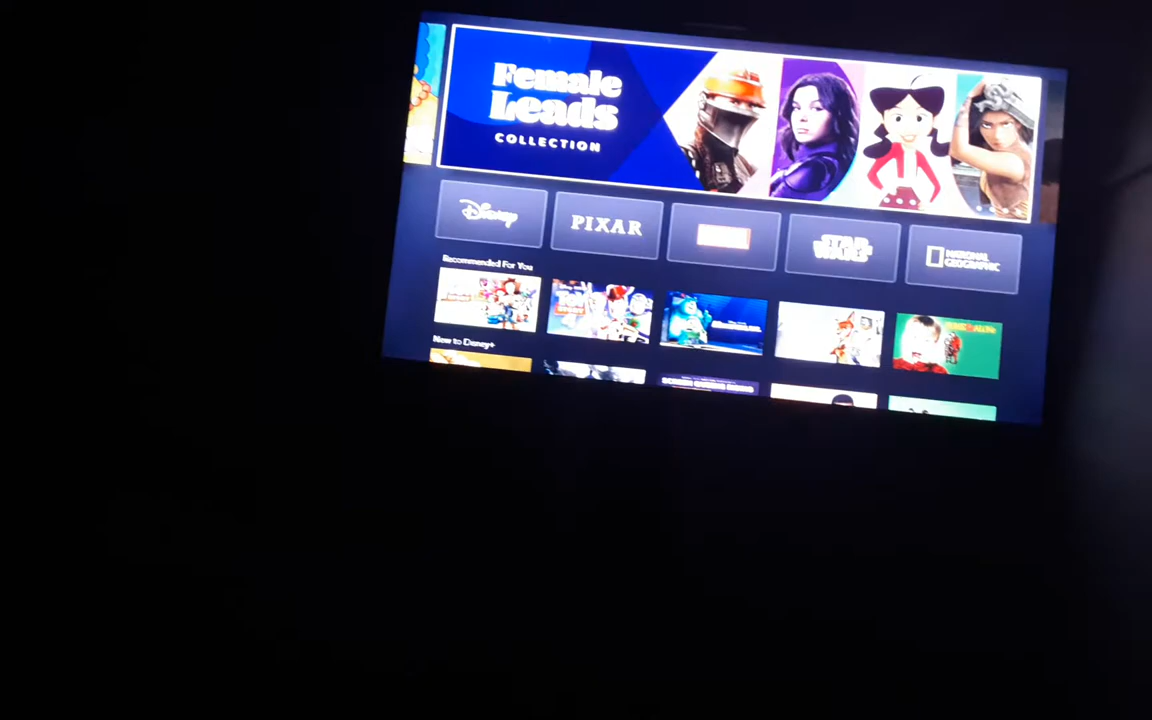 Female
Leads
COLLECTION
Disney
PIXAR
STAR
WARS
NATIONAL
GEOGRAPHIC
Recommended For You
New to Disney+